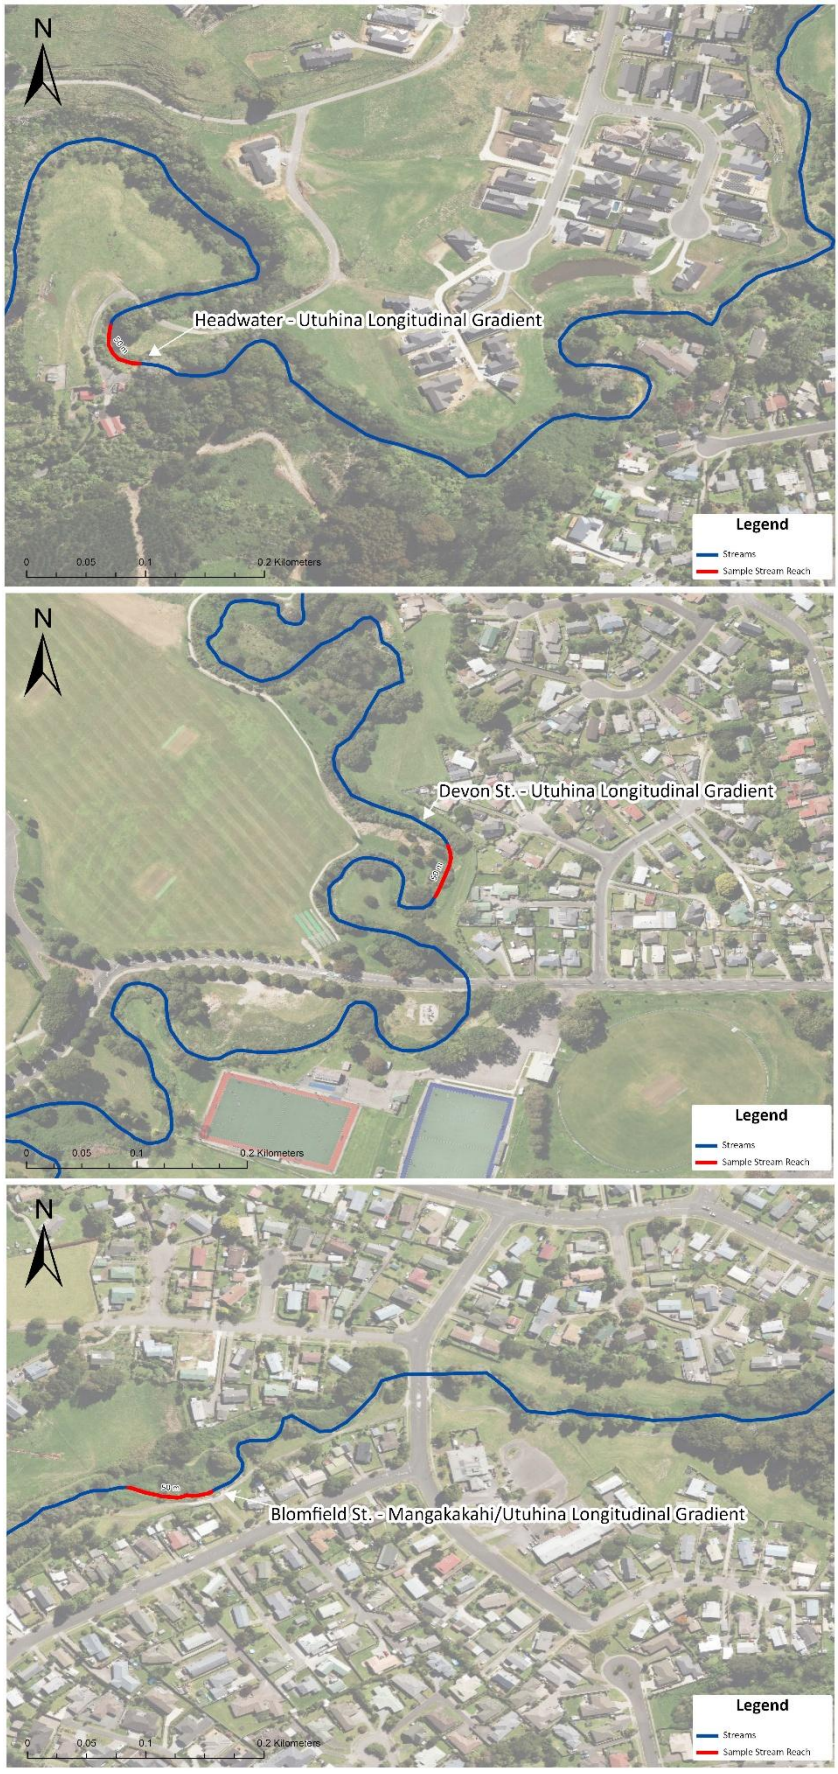 N
Headwater - Utuhina Longitudinal Gradient
50 m
Legend
Streams
Sample Stream Reach
0 0.05 0.1 0.2 Kilometers
N
Devon St. - Utuhina Longitudinal Gradient
50 m
Legend
Streams
Sample Stream Reach
0 0.05 0.1 0.2 Kilometers
N
50 m
Blomfield St. - Mangakakahi/Utuhina Longitudinal Gradient
Legend
Streams
Sample Stream Reach
0 0.05 0.1 0.2 Kilometers